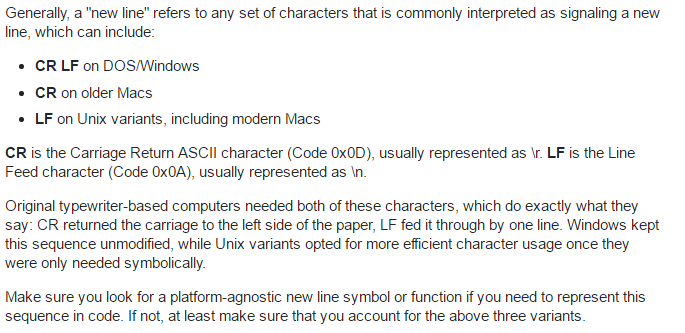 Generally, a "new line" refers to any set of characters that is commonly interpreted as signaling a new
line, which can include:
• CR LF on DOS/Windows
• CR on older Macs
• LF on Unix variants, including modern Macs
CR is the Carriage Return ASCII character (Code 0x0D), usually represented as \r. LF is the Line
Feed character (Code 0x0A), usually represented as \n.
Original typewriter-based computers needed both of these characters, which do exactly what they
say: CR returned the carriage to the left side of the paper, LF fed it through by one line. Windows kept
this sequence unmodified, while Unix variants opted for more efficient character usage once they
were only needed symbolically.
Make sure you look for a platform-agnostic new line symbol or function if you need to represent this
sequence in code. If not, at least make sure that you account for the above three variants.